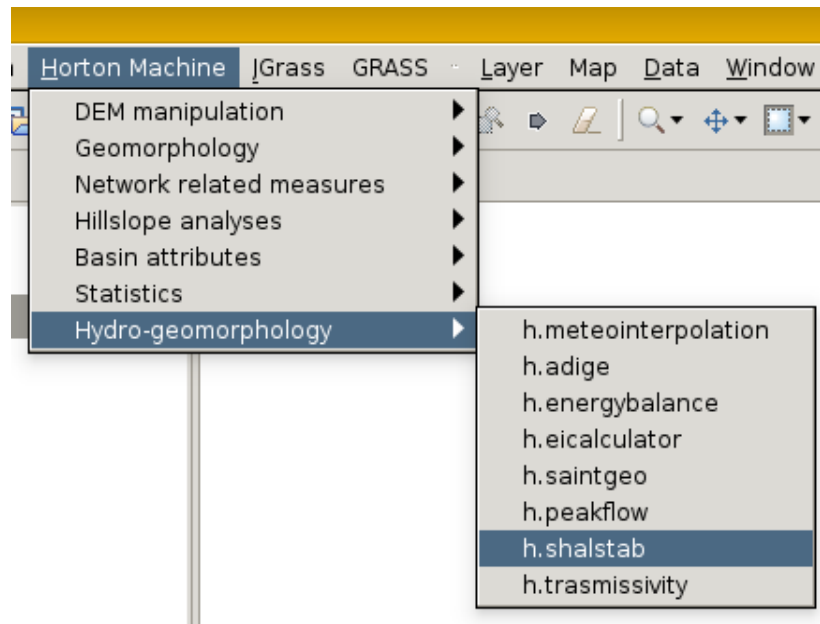 Horton Machine JGrass GRASS Layer Map Data Window
DEM manipulation
Geomorphology
Network related measures
Hillslope analyses
Basin attributes
Statistics
Hydro-geomorphology
h.meteointerpolation
h.adige
h.energybalance
h.eicalculator
h.saintgeo
h.peakflow
h.shalstab
h.trasmissivity